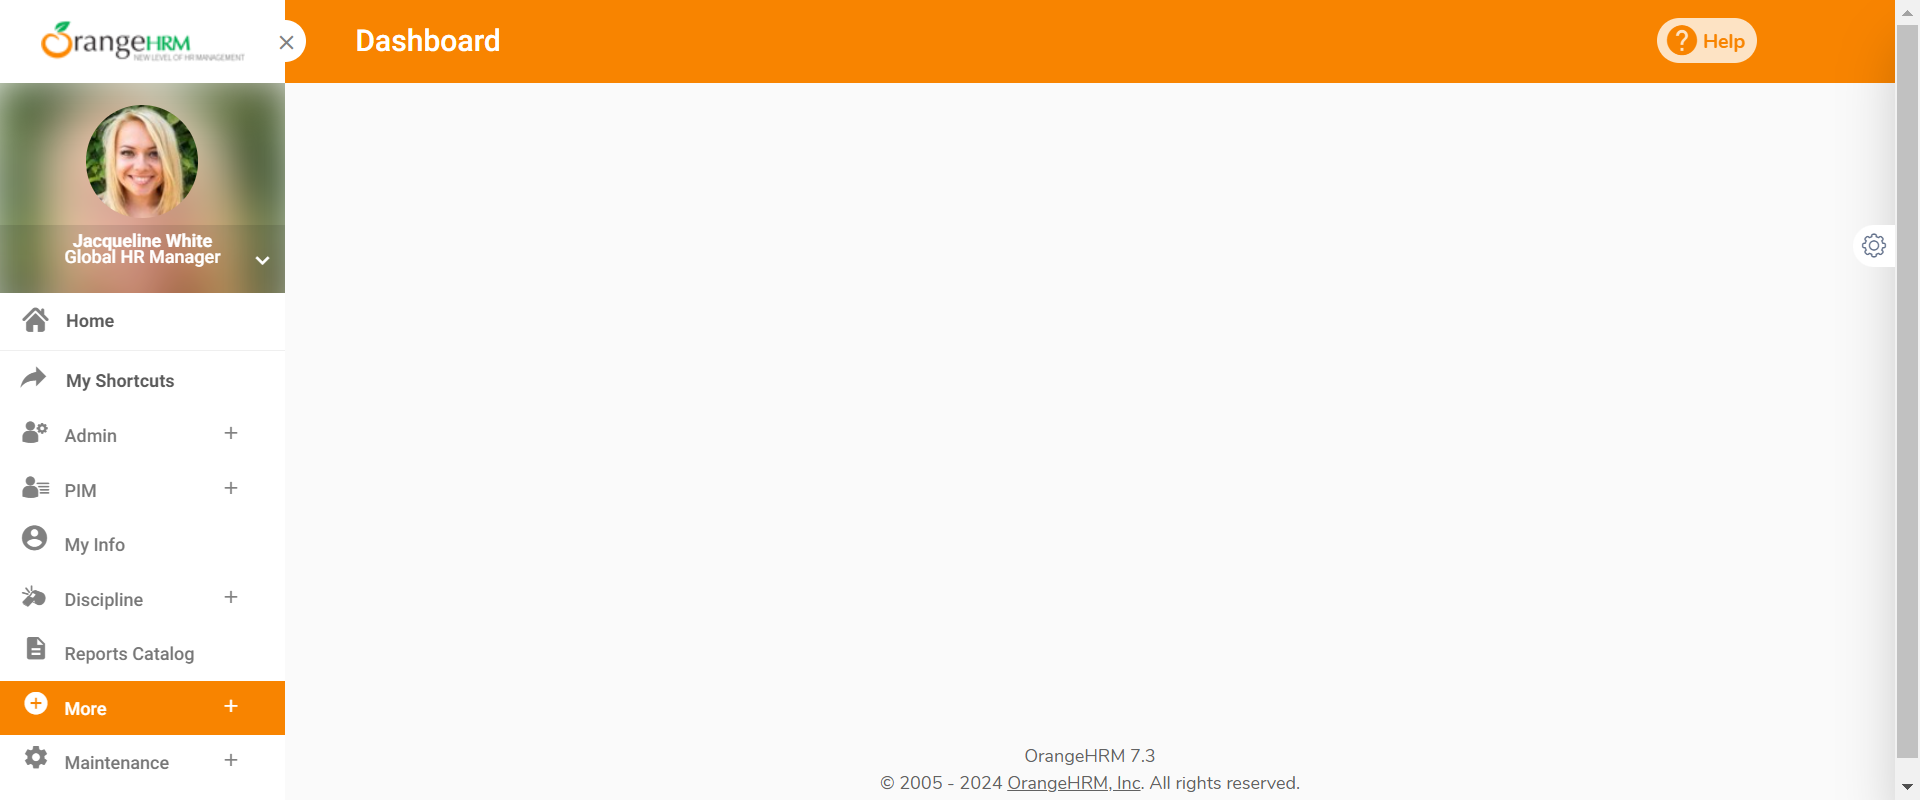 OrangeHRM
NEW LEVEL OF HR MANAGEMENT
Dashboard
Help
Jacqueline White
Global HR Manager
Home
My Shortcuts
Admin
PIM
My Info
Discipline
Reports Catalog
More
Maintenance
OrangeHRM 7.3
© 2005 - 2024 OrangeHRM, Inc. All rights reserved.